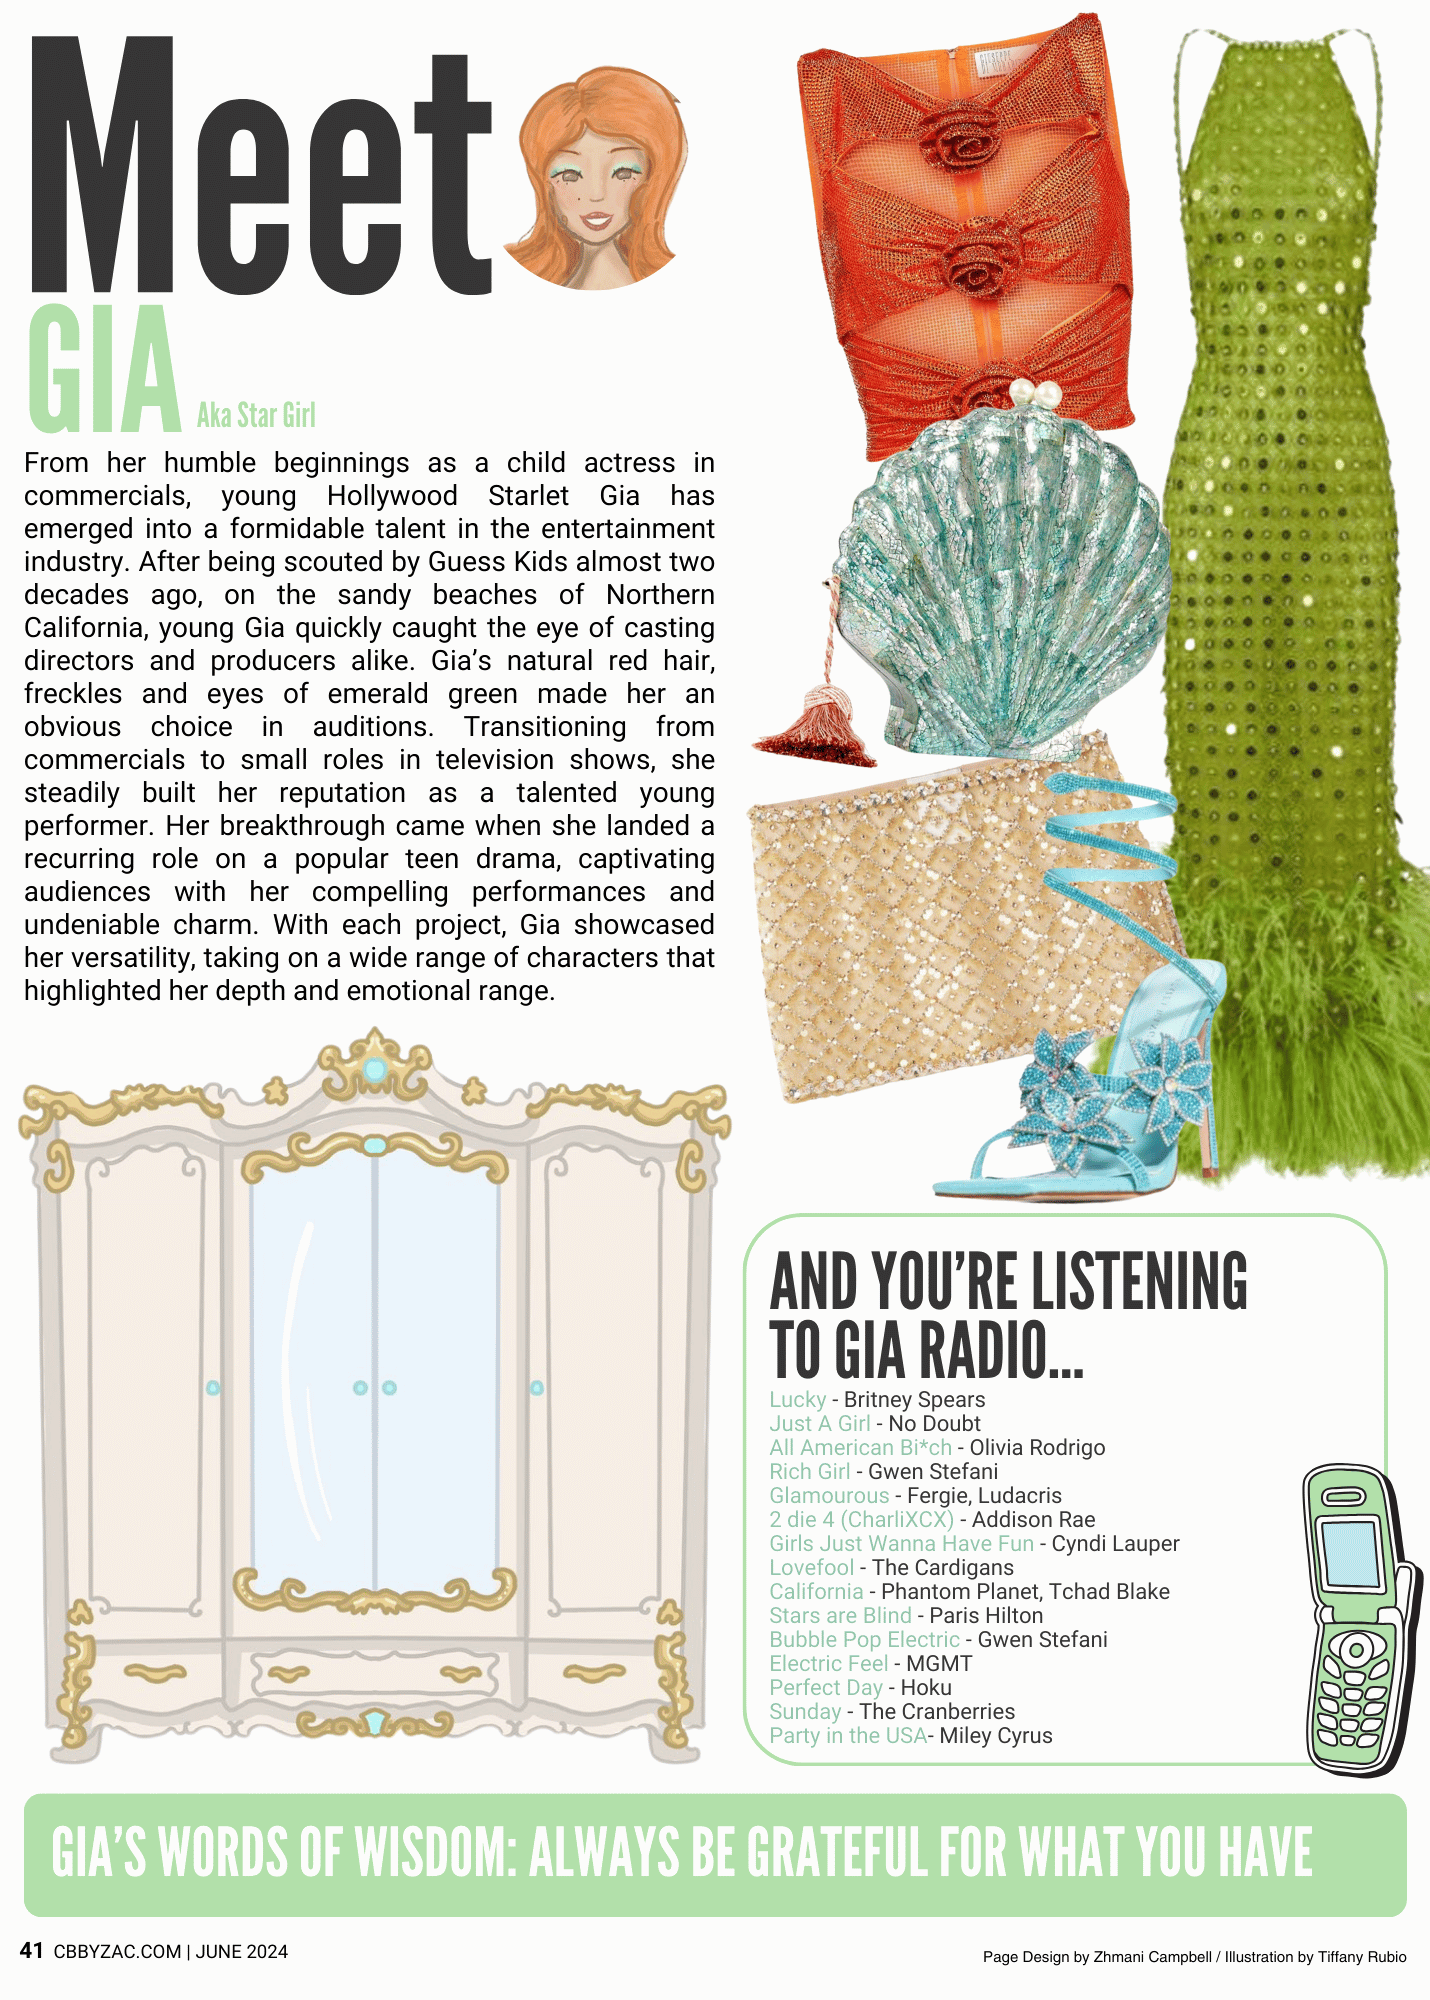 Meet
GIA Aka Star Girl
From her humble beginnings as a child actress in
commercials, young Hollywood Starlet Gia has
emerged into a formidable talent in the entertainment
industry. After being scouted by Guess Kids almost two
decades ago, on the sandy beaches of Northern
California, young Gia quickly caught the eye of casting
directors and producers alike. Gia’s natural red hair,
freckles and eyes of emerald green made her an
obvious choice in auditions. Transitioning from
commercials to small roles in television shows, she
steadily built her reputation as a talented young
performer. Her breakthrough came when she landed a
recurring role on a popular teen drama, captivating
audiences with her compelling performances and
undeniable charm. With each project, Gia showcased
her versatility, taking on a wide range of characters that
highlighted her depth and emotional range.
AND YOU’RE LISTENING
TO GIA RADIO...
Lucky - Britney Spears
Just A Girl - No Doubt
All American Bi*ch - Olivia Rodrigo
Rich Girl - Gwen Stefani
Glamourous - Fergie, Ludacris
2 die 4 (CharliXCX) - Addison Rae
Girls Just Wanna Have Fun - Cyndi Lauper
Lovefool - The Cardigans
California - Phantom Planet, Tchad Blake
Stars are Blind - Paris Hilton
Bubble Pop Electric - Gwen Stefani
Electric Feel - MGMT
Perfect Day - Hoku
Sunday - The Cranberries
Party in the USA- Miley Cyrus
GIA’S WORDS OF WISDOM: ALWAYS BE GRATEFUL FOR WHAT YOU HAVE
41 CBBYZAC.COM | JUNE 2024
Page Design by Zhmani Campbell / Illustration by Tiffany Rubio